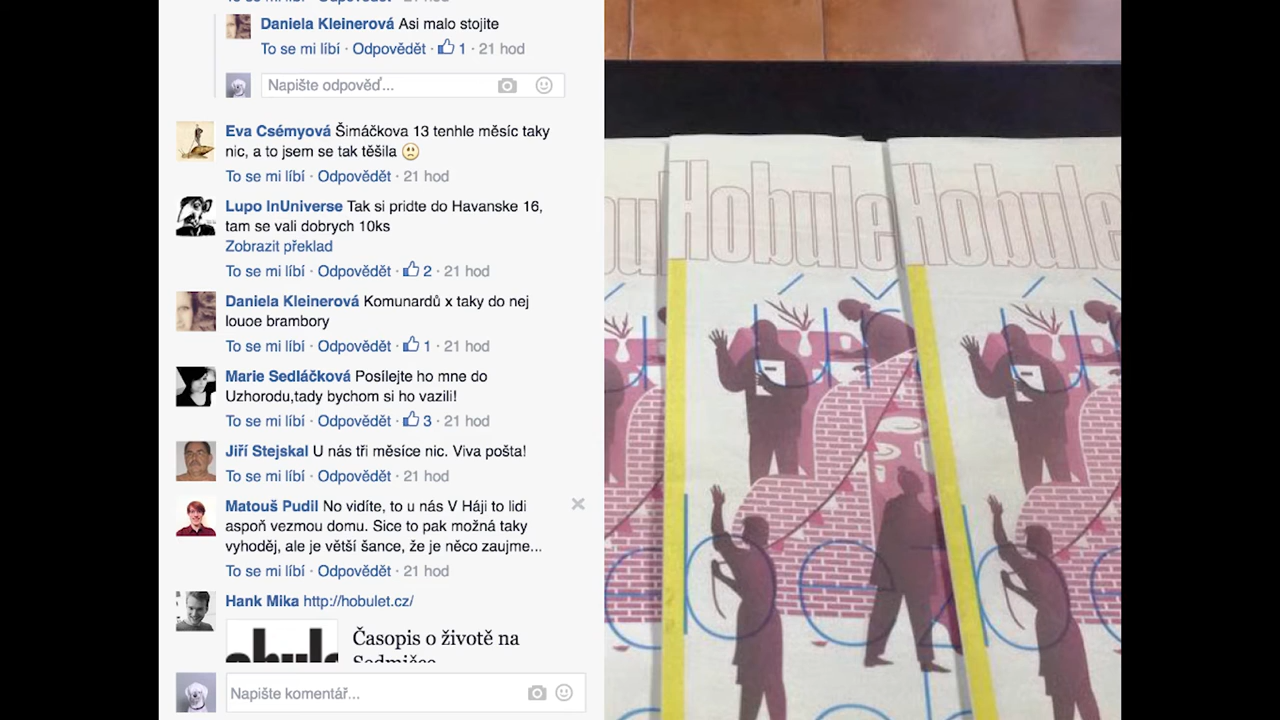 Daniela Kleinerová Asi malo stojite
To se mi líbí · Odpovědět · 1 · 21 hod
Napište odpověď...
Eva Csémyová Šimáčkova 13 tenhle měsíc taky
nic, a to jsem se tak těšila
To se mi líbí · Odpovědět · 21 hod
Lupo InUniverse Tak si pridte do Havanske 16,
tam se vali dobrych 10ks
Zobrazit překlad
To se mi líbí · Odpovědět · 2 · 21 hod
Daniela Kleinerová Komunardů x taky do nej
louoe brambory
To se mi líbí · Odpovědět · 1 · 21 hod
Marie Sedláčková Posílejte ho mne do
Uzhorodu,tady bychom si ho vazili!
To se mi líbí · Odpovědět · 3 · 21 hod
Jiří Stejskal U nás tři měsíce nic. Viva pošta!
To se mi líbí · Odpovědět · 21 hod
Matouš Pudil No vidíte, to u nás V Háji to lidi
aspoň vezmou domu. Sice to pak možná taky
vyhoděj, ale je větší šance, že je něco zaujme...
To se mi líbí · Odpovědět · 21 hod
Hank Mika http://hobulet.cz/
Časopis o životě na
Sedmičce
Napište komentář...
Hobule
Hobule